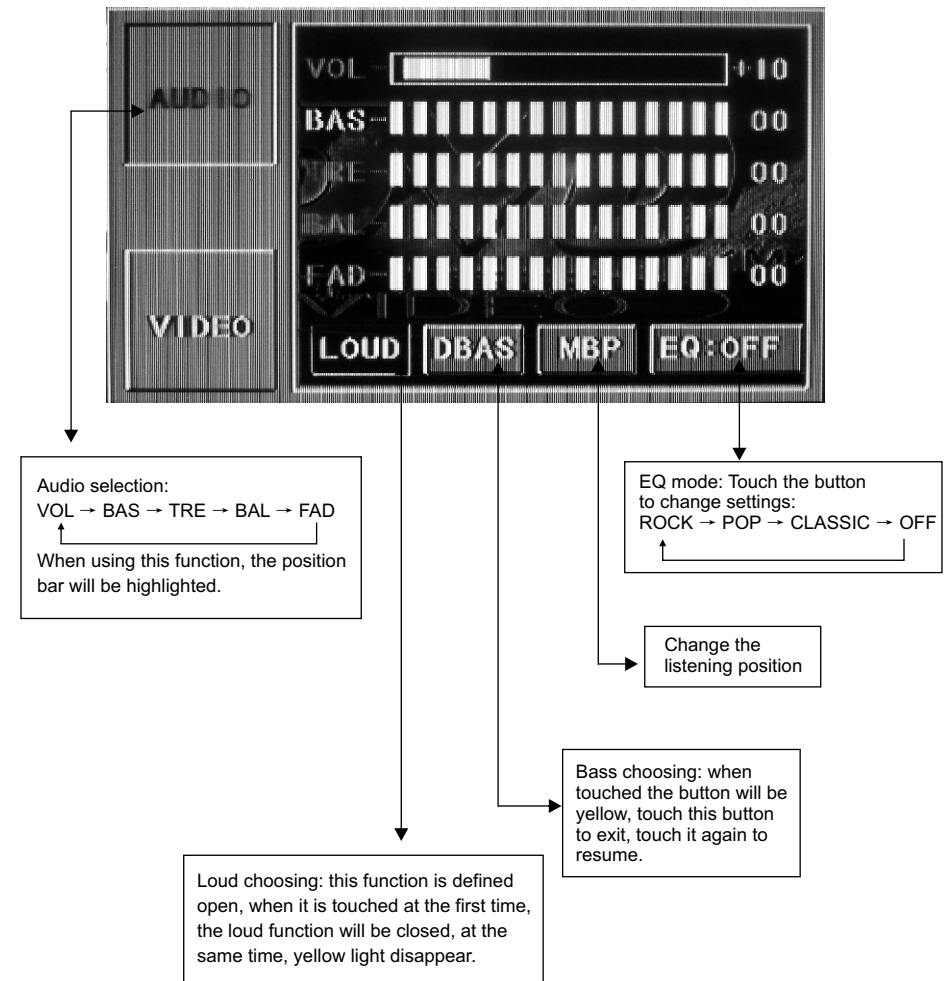 AUDIO
VIDEO
VOL +10
BAS 00
TRE 00
BAL 00
FAD 00
LOUD DBAS MBP EQ:OFF
Audio selection:
VOL → BAS → TRE → BAL → FAD
When using this function, the position
bar will be highlighted.
EQ mode: Touch the button
to change settings:
ROCK → POP → CLASSIC → OFF
Change the
listening position
Bass choosing: when
touched the button will be
yellow, touch this button
to exit, touch it again to
resume.
Loud choosing: this function is defined
open, when it is touched at the first time,
the loud function will be closed, at the
same time, yellow light disappear.